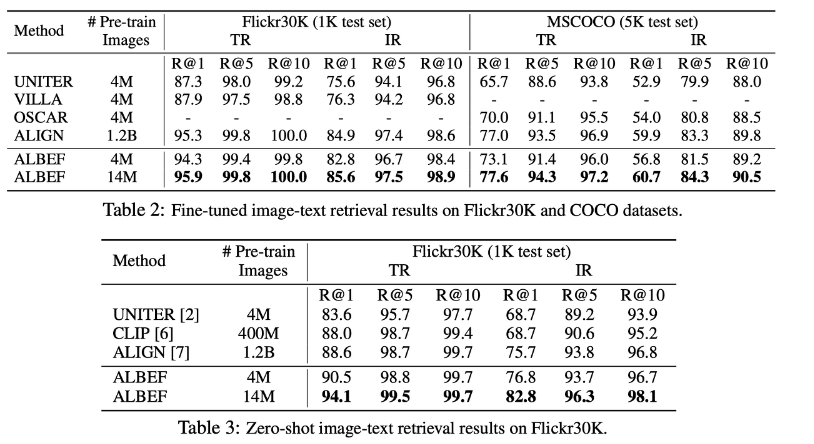 Method # Pre-train Images Flickr30K (1K test set) MSCOCO (5K test set)
TR IR TR IR
R@1 R@5 R@10 R@1 R@5 R@10 R@1 R@5 R@10 R@1 R@5 R@10
UNITER 4M 87.3 98.0 99.2 75.6 94.1 96.8 65.7 88.6 93.8 52.9 79.9 88.0
VILLA 4M 87.9 97.5 98.8 76.3 94.2 96.8 - - - - - -
OSCAR 4M - - - - - - 70.0 91.1 95.5 54.0 80.8 88.5
ALIGN 1.2B 95.3 99.8 100.0 84.9 97.4 98.6 77.0 93.5 96.9 59.9 83.3 89.8
ALBEF 4M 94.3 99.4 99.8 82.8 96.7 98.4 73.1 91.4 96.0 56.8 81.5 89.2
ALBEF 14M 95.9 99.8 100.0 85.6 97.5 98.9 77.6 94.3 97.2 60.7 84.3 90.5
Table 2: Fine-tuned image-text retrieval results on Flickr30K and COCO datasets.
Method # Pre-train Images Flickr30K (1K test set)
TR IR
R@1 R@5 R@10 R@1 R@5 R@10
UNITER [2] 4M 83.6 95.7 97.7 68.7 89.2 93.9
CLIP [6] 400M 88.0 98.7 99.4 68.7 90.6 95.2
ALIGN [7] 1.2B 88.6 98.7 99.7 75.7 93.8 96.8
ALBEF 4M 90.5 98.8 99.7 76.8 93.7 96.7
ALBEF 14M 94.1 99.5 99.7 82.8 96.3 98.1
Table 3: Zero-shot image-text retrieval results on Flickr30K.